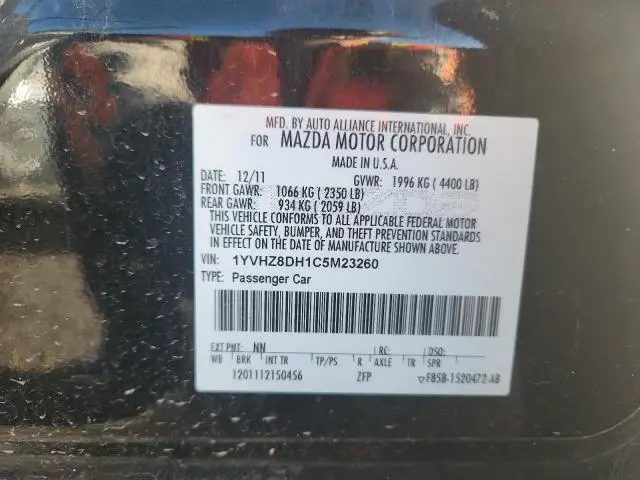 MFD. BY AUTO ALLIANCE INTERNATIONAL, INC.
FOR MAZDA MOTOR CORPORATION
MADE IN U.S.A.
DATE: 12/11 GVWR: 1996 KG ( 4400 LB)
FRONT GAWR: 1066 KG ( 2350 LB)
REAR GAWR: 934 KG ( 2059 LB)
THIS VEHICLE CONFORMS TO ALL APPLICABLE FEDERAL MOTOR
VEHICLE SAFETY, BUMPER, AND THEFT PREVENTION STANDARDS
IN EFFECT ON THE DATE OF MANUFACTURE SHOWN ABOVE.
VIN: 1YVHZ8DH1C5M23260
TYPE: Passenger Car
EXT PNT: NN RC: DSO:
WB BRK INT TR TP/PS R AXLE TR SPR
1201112150456 ZFP F85B-1520472-AB